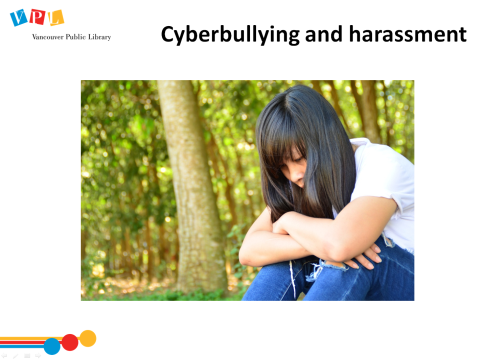 VPL
Vancouver Public Library
Cyberbullying and harassment